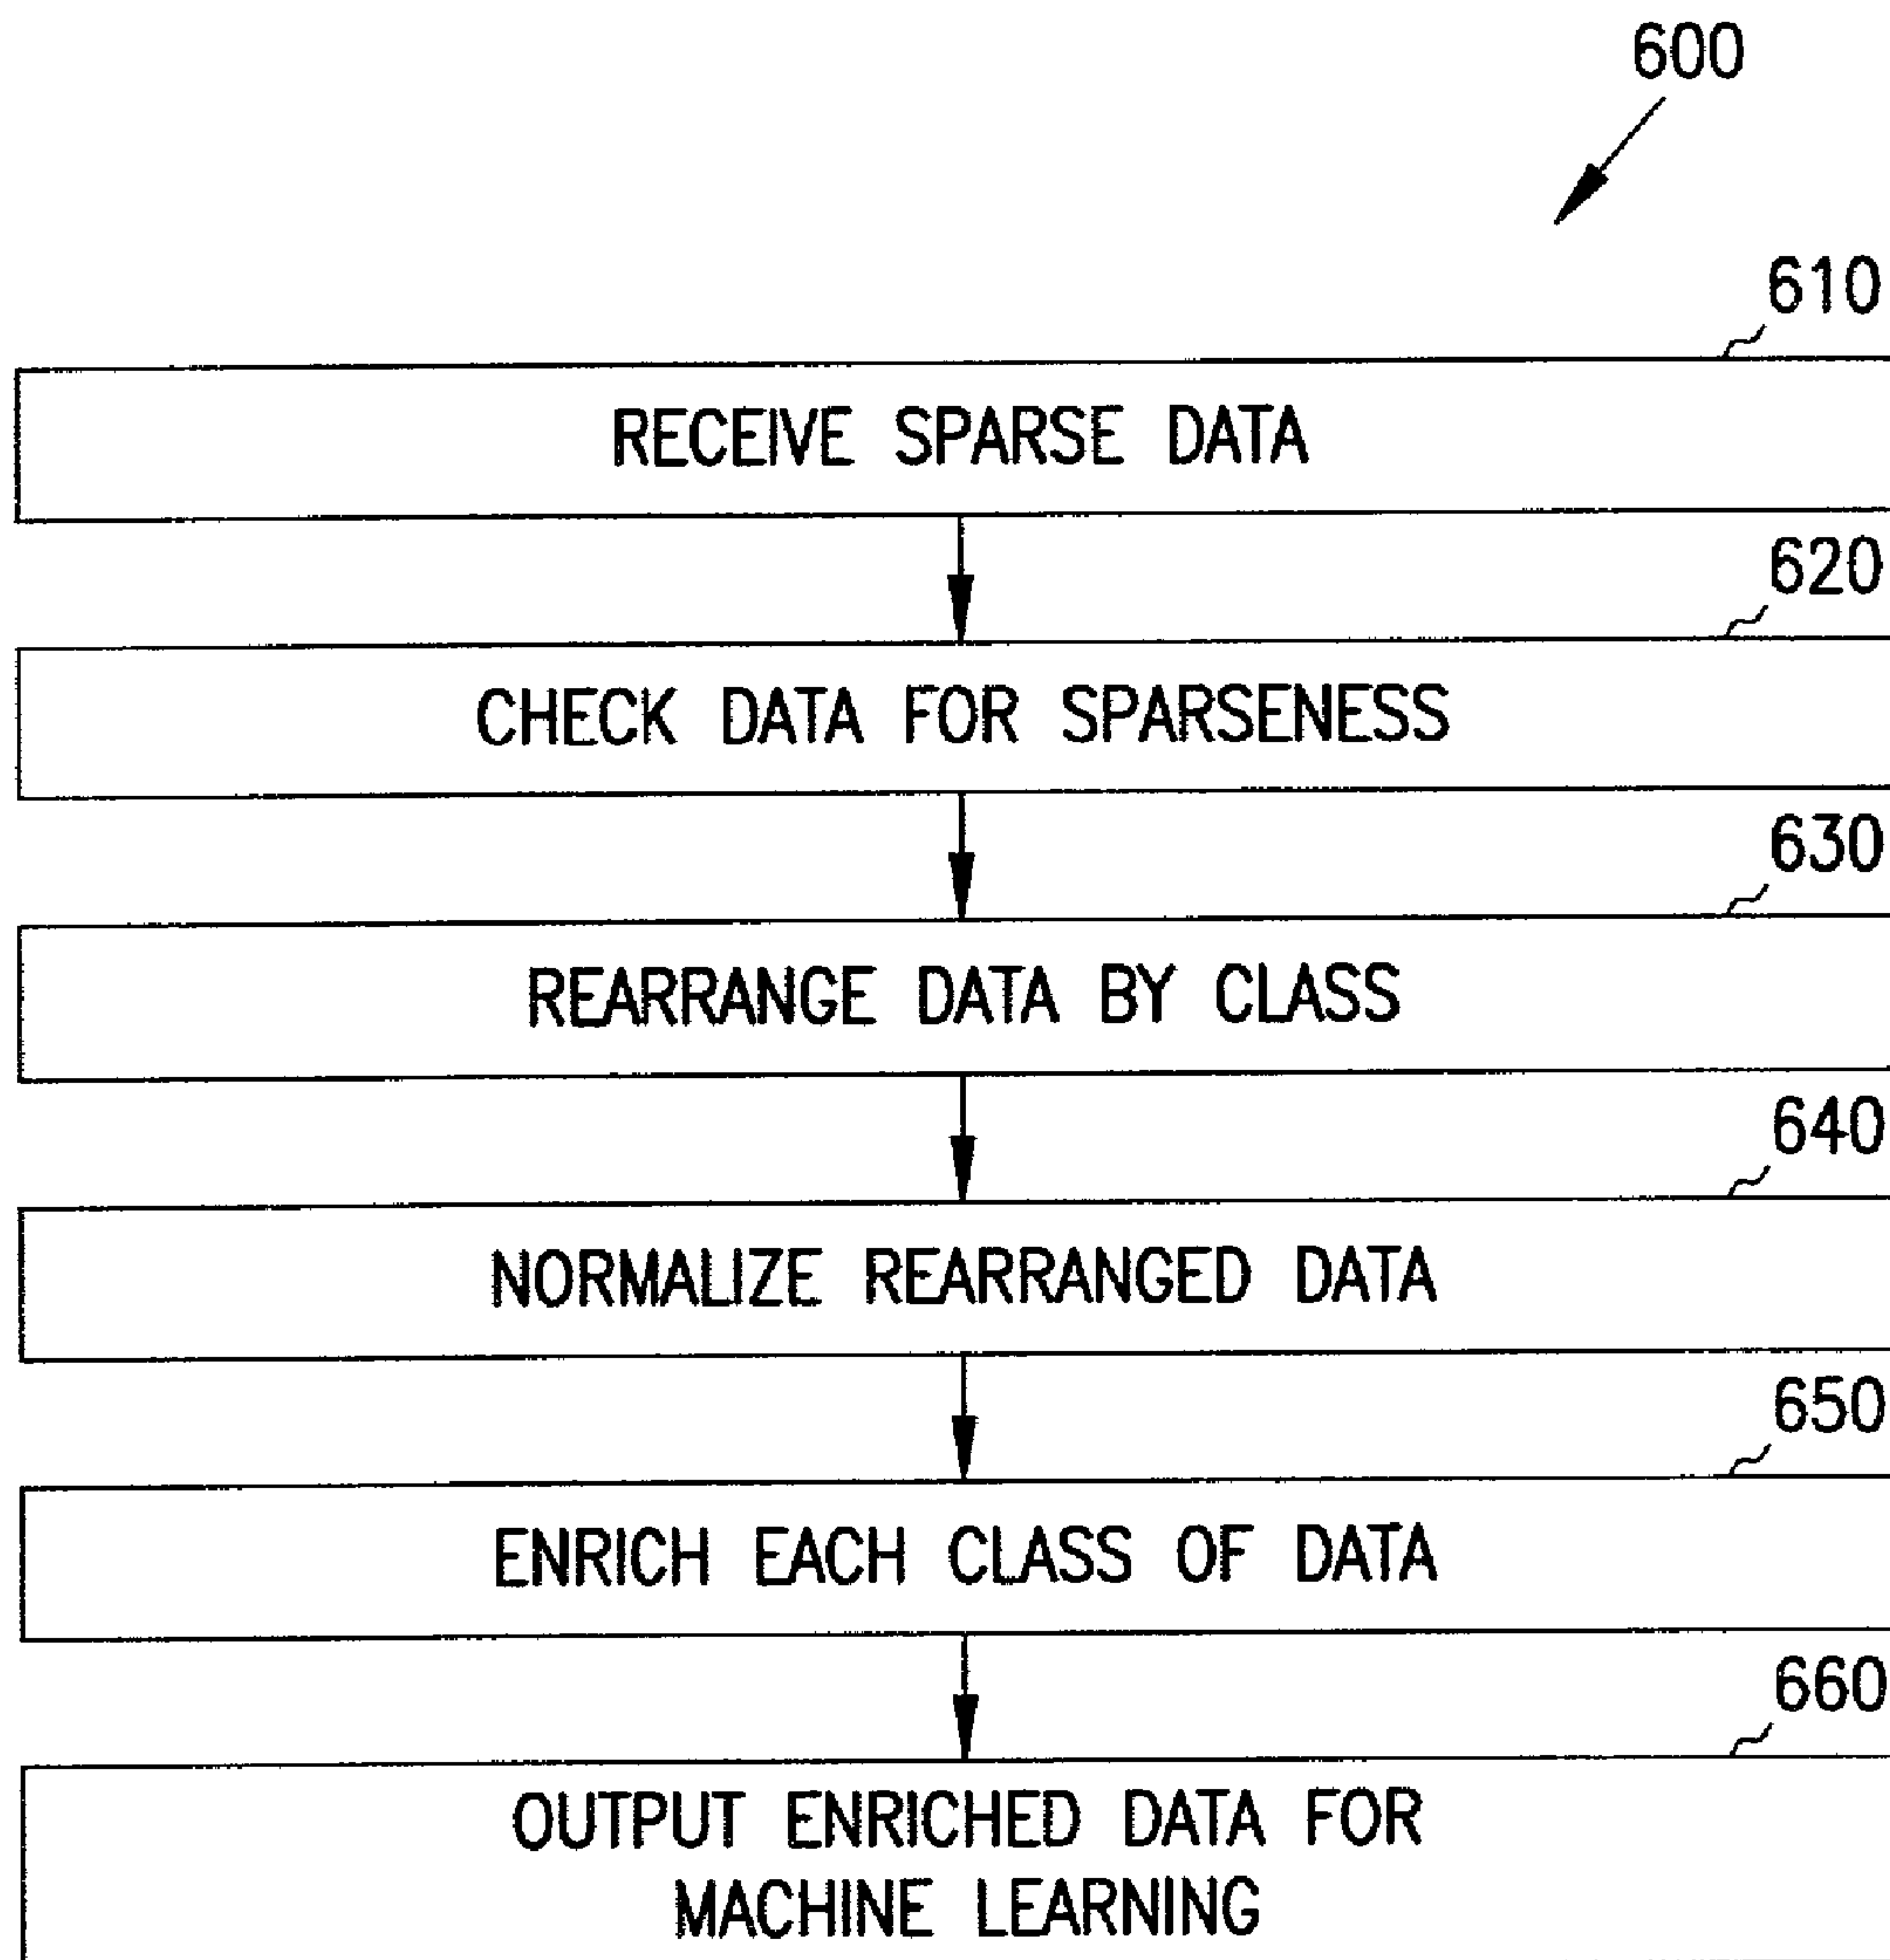 600
610
RECEIVE SPARSE DATA
620
CHECK DATA FOR SPARSENESS
630
REARRANGE DATA BY CLASS
640
NORMALIZE REARRANGED DATA
650
ENRICH EACH CLASS OF DATA
660
OUTPUT ENRICHED DATA FOR
MACHINE LEARNING